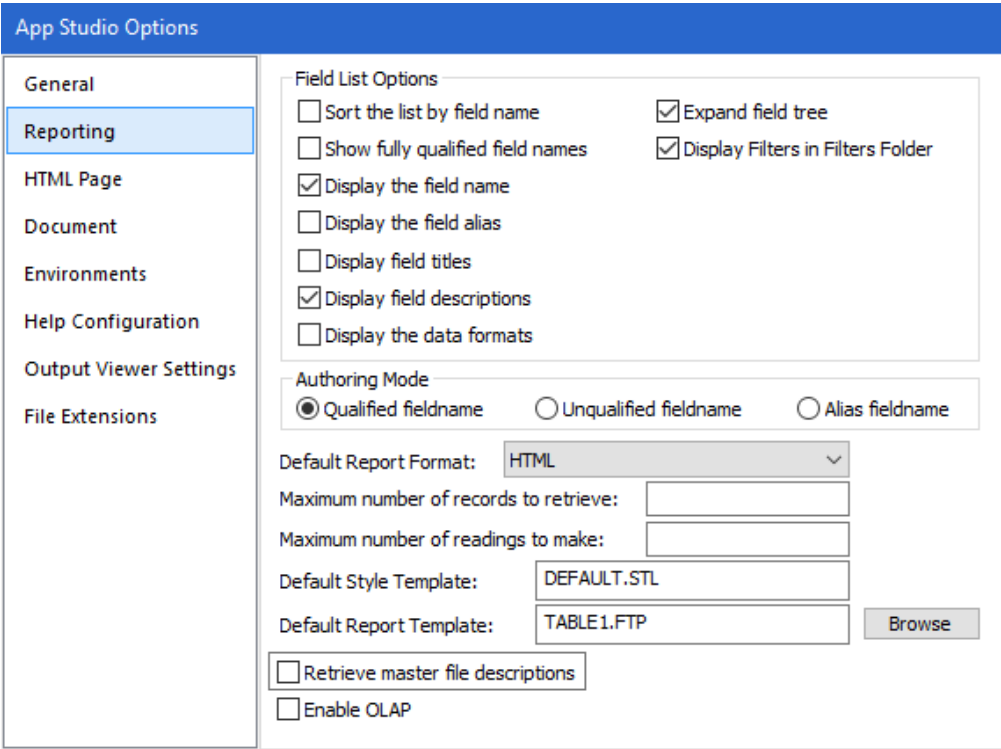 App Studio Options
General
Reporting
HTML Page
Document
Environments
Help Configuration
Output Viewer Settings
File Extensions
Field List Options
Sort the list by field name
Expand field tree
Show fully qualified field names
Display Filters in Filters Folder
Display the field name
Display the field alias
Display field titles
Display field descriptions
Display the data formats
Authoring Mode
Qualified fieldname Unqualified fieldname Alias fieldname
Default Report Format: HTML
Maximum number of records to retrieve:
Maximum number of readings to make:
Default Style Template: DEFAULT.STL
Default Report Template: TABLE1.FTP Browse
Retrieve master file descriptions
Enable OLAP